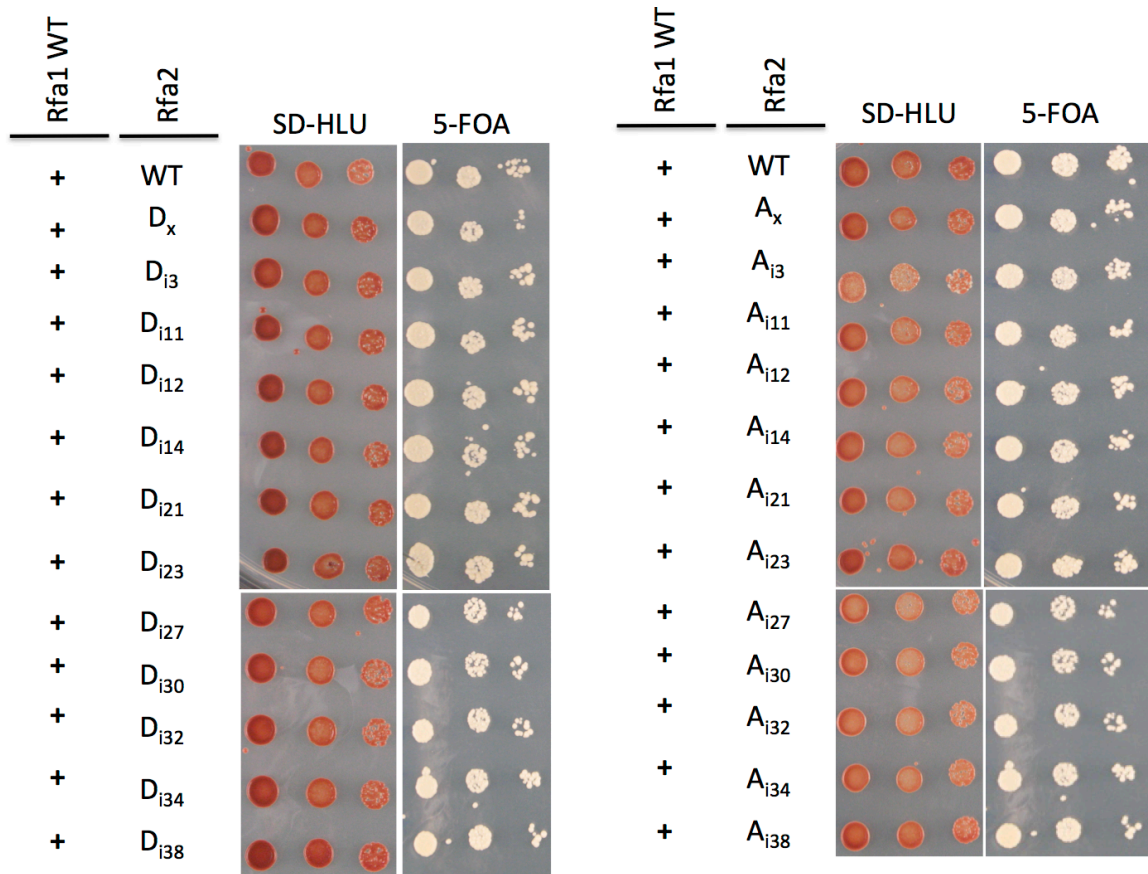 Rfa1 WT Rfa2 SD-HLU 5-FOA
+ WT
+ Dx
+ Di3
+ Di11
+ Di12
+ Di14
+ Di21
+ Di23
+ Di27
+ Di30
+ Di32
+ Di34
+ Di38
Rfa1 WT Rfa2 SD-HLU 5-FOA
+ WT
+ Ax
+ Ai3
+ Ai11
+ Ai12
+ Ai14
+ Ai21
+ Ai23
+ Ai27
+ Ai30
+ Ai32
+ Ai34
+ Ai38